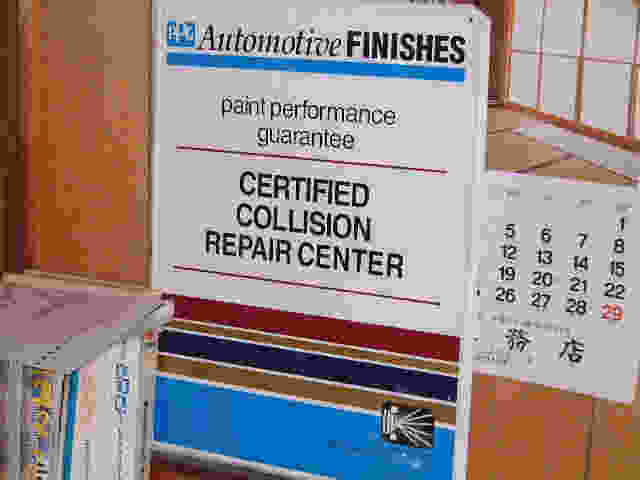 PPG Automotive FINISHES
paint performance
guarantee
CERTIFIED
COLLISION
REPAIR CENTER
1
5 6 7 8
12 13 14 15
19 20 21 22
26 27 28 29
務店